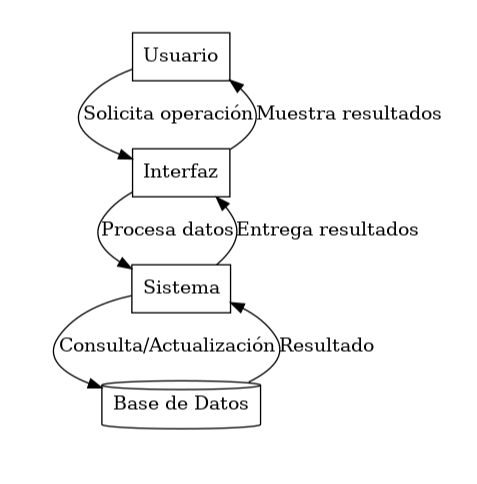 Usuario
Solicita operación Muestra resultados
Interfaz
Procesa datos Entrega resultados
Sistema
Consulta/Actualización Resultado
Base de Datos